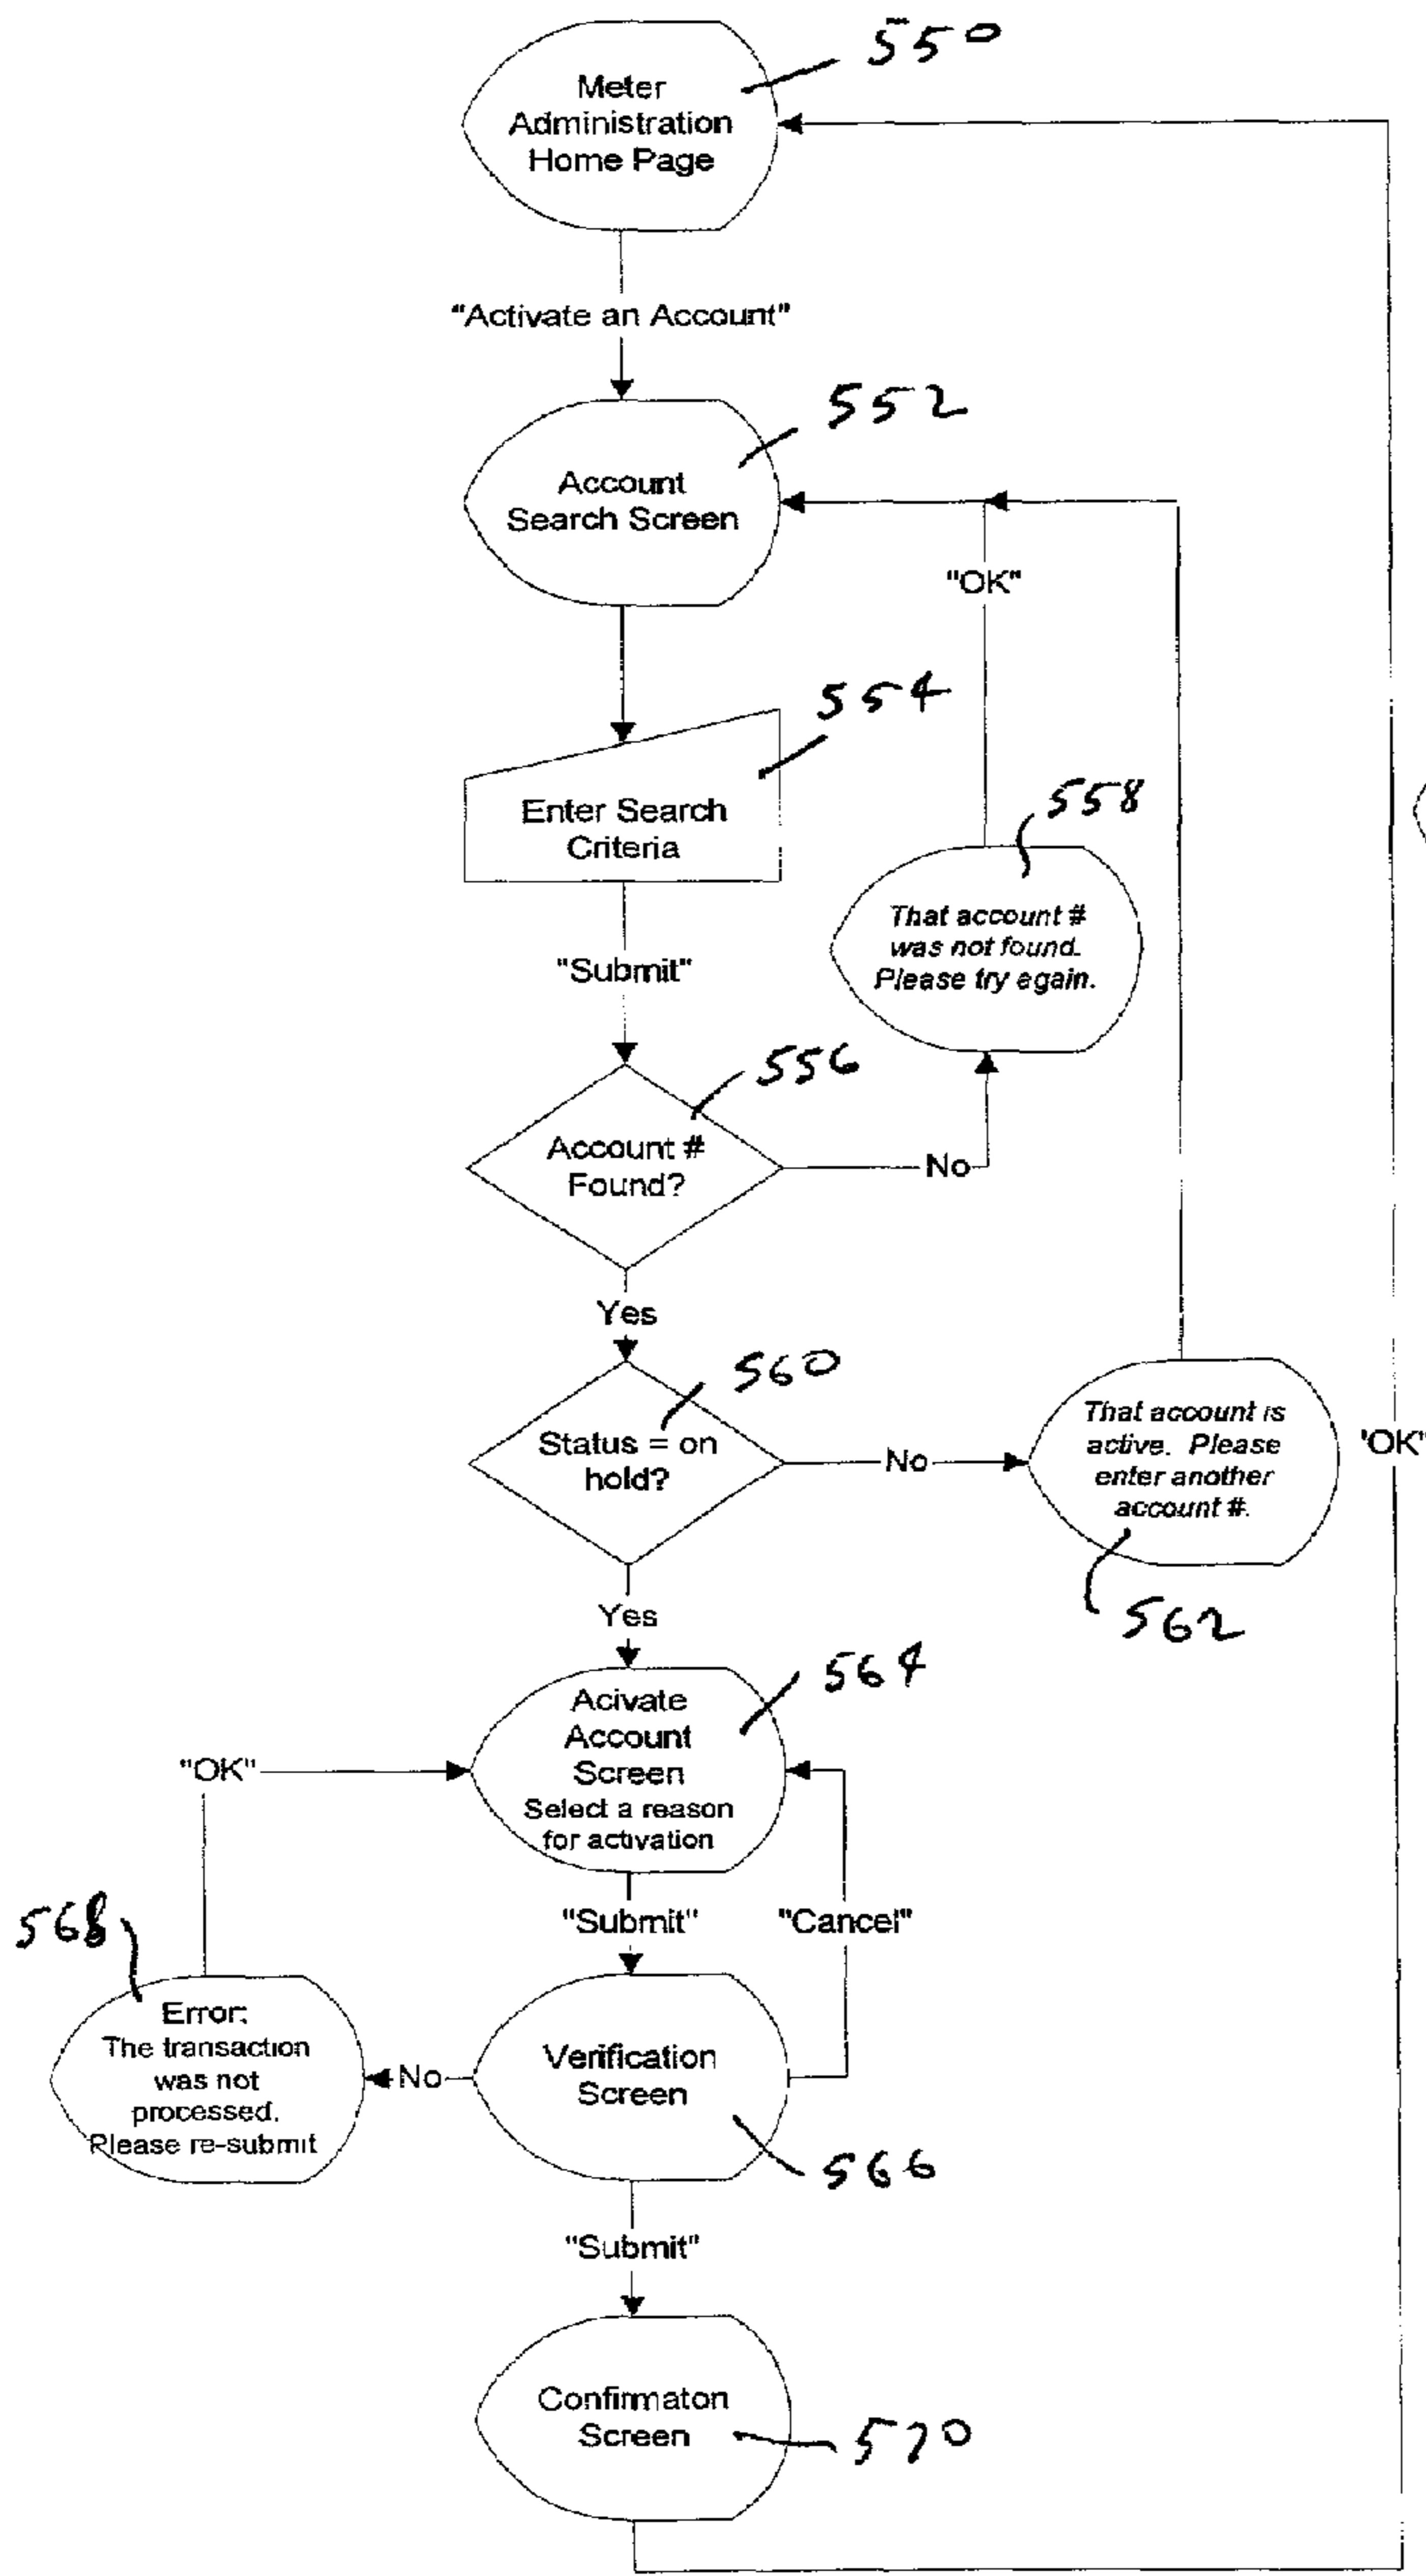 550
Meter
Administration
Home Page
"Activate an Account"
552
Account
Search Screen
"OK"
554
Enter Search
Criteria
558
That account #
was not found.
Please try egain.
"Submit"
556
Account #
Found?
No
Yes
560
Status = on
hold?
No
That account is
active. Please
enter another
account #.
'OK"
562
Yes
564
Acivate
Account
Screen
Select a reason
for activation
"OK"
"Submit"
"Cancel"
568
Error:
The transaction
was not
processed.
Please re-submit
No
Verification
Screen
566
"Submit"
Confirmaton
Screen
570